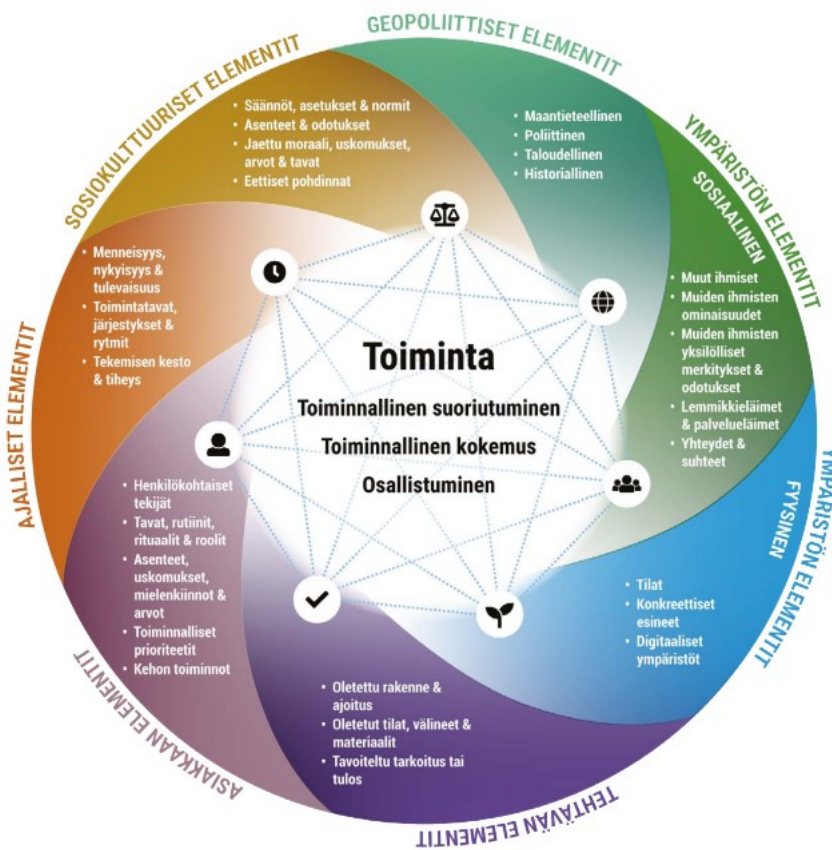 GEOPOLIITTISET ELEMENTIT
• Maantieteellinen
• Poliittinen
• Taloudellinen
• Historiallinen
YMPÄRISTÖN ELEMENTIT
SOSIAALINEN
• Muut ihmiset
• Muiden ihmisten
ominaisuudet
• Muiden ihmisten
yksilölliset
merkitykset &
odotukset
• Lemmikkieläimet
& palvelueläimet
• Yhteydet &
suhteet
YMPÄRISTÖN ELEMENTIT
FYYSINEN
• Tilat
• Konkreettiset
esineet
• Digitaaliset
ympäristöt
TEHTÄVÄN ELEMENTIT
• Oletettu rakenne &
ajoitus
• Oletetut tilat, välineet &
materiaalit
• Tavoiteltu tarkoitus tai
tulos
ASIAKKAAN ELEMENTIT
• Henkilökohtaiset
tekijät
• Tavat, rutiinit,
rituaalit & roolit
• Asenteet,
uskomukset,
mielenkiinnot &
arvot
• Toiminnalliset
prioriteetit
• Kehon toiminnot
AJALLISET ELEMENTIT
• Menneisyys,
nykyisyys &
tulevaisuus
• Toimintatavat,
järjestykset &
rytmit
• Tekemisen kesto
& tiheys
SOSIOKULTTUURISET ELEMENTIT
• Säännöt, asetukset & normit
• Asenteet & odotukset
• Jaettu moraali, uskomukset,
arvot & tavat
• Eettiset pohdinnat
Toiminta
Toiminnallinen suoriutuminen
Toiminnallinen kokemus
Osallistuminen